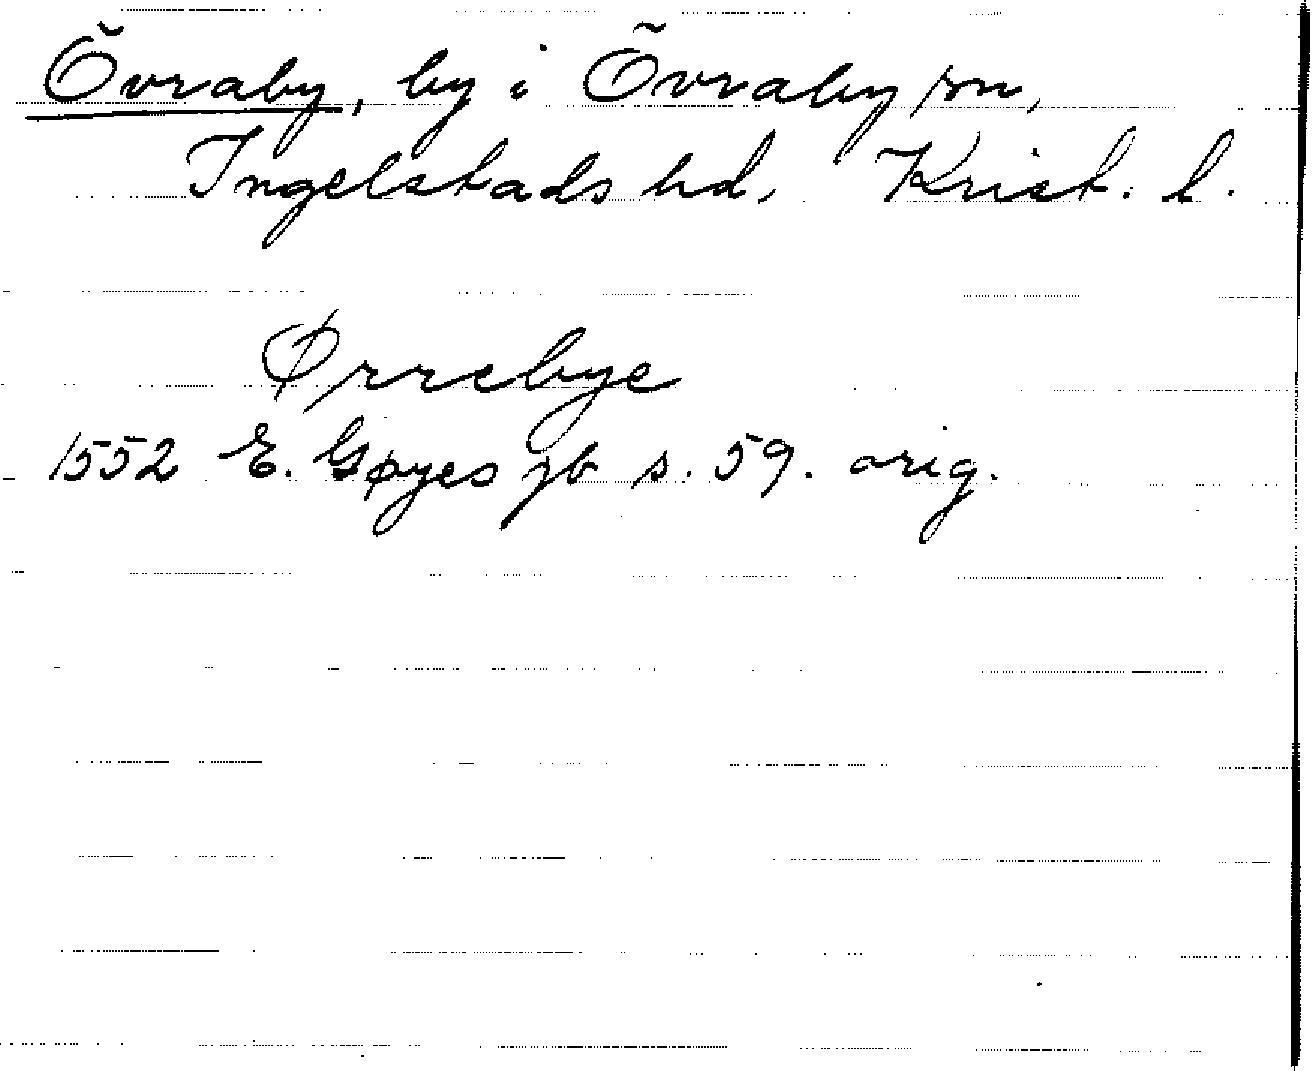 Övraby, by i Övraby sn,
Ingelstads hd, Krist. l.
Ørrebye
1552 E. Gøyes jb s. 59. orig.